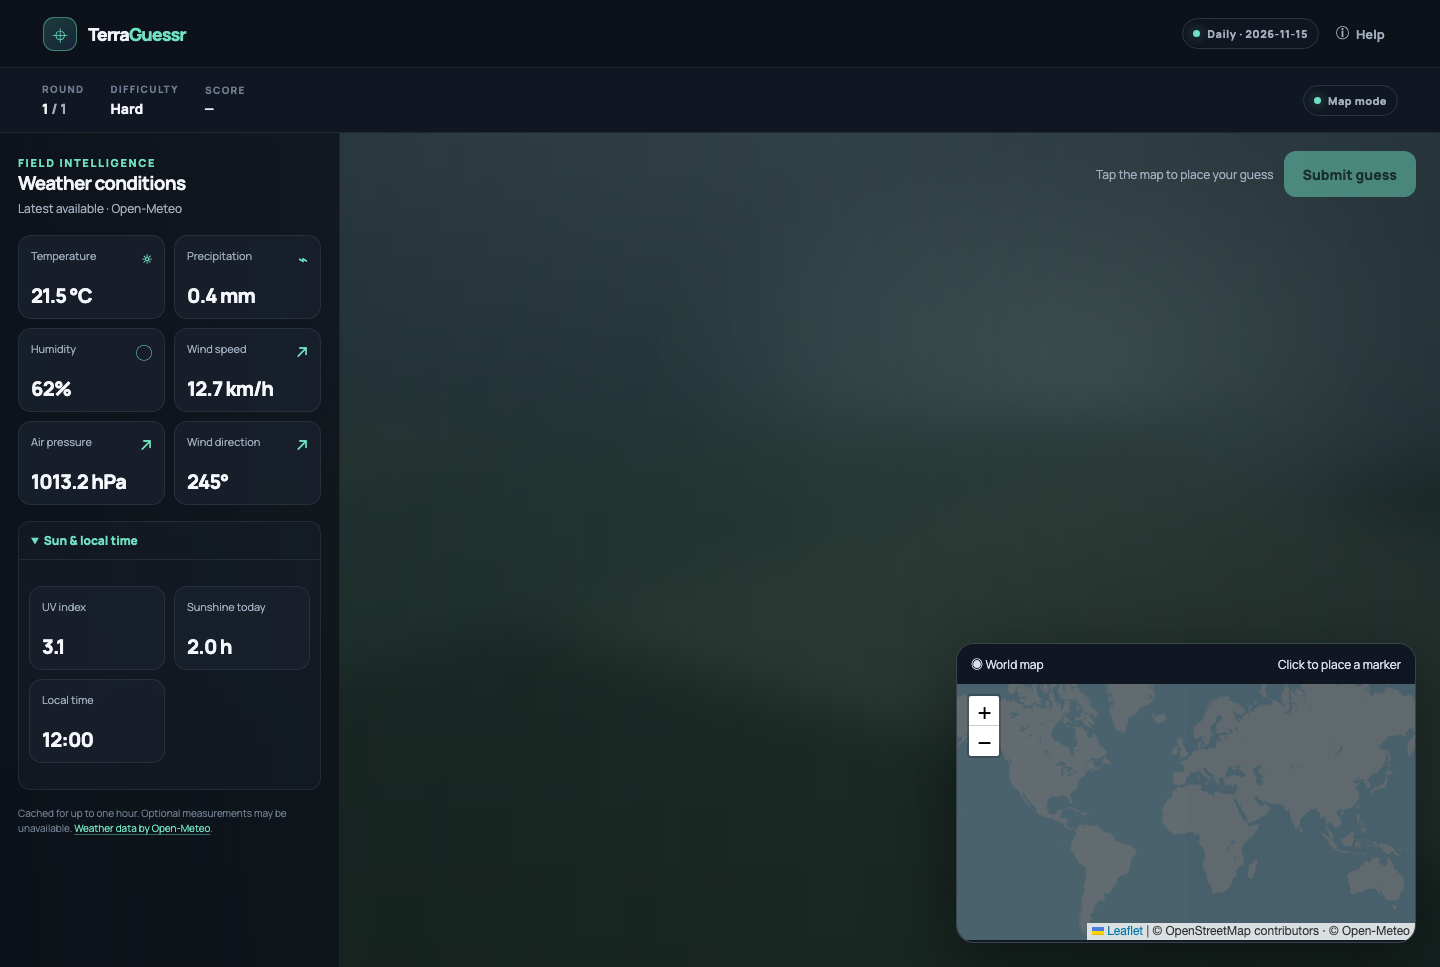 TerraGuessr
Daily · 2026-11-15
Help
ROUND
1 / 1
DIFFICULTY
Hard
SCORE
–
Map mode
FIELD INTELLIGENCE
Weather conditions
Latest available · Open-Meteo
Temperature
21.5 °C
Precipitation
0.4 mm
Humidity
62%
Wind speed
12.7 km/h
Air pressure
1013.2 hPa
Wind direction
245°
Sun & local time
UV index
3.1
Sunshine today
2.0 h
Local time
12:00
Cached for up to one hour. Optional measurements may be
unavailable. Weather data by Open-Meteo.
Tap the map to place your guess
Submit guess
World map
Click to place a marker
+
−
Leaflet | © OpenStreetMap contributors · © Open-Meteo